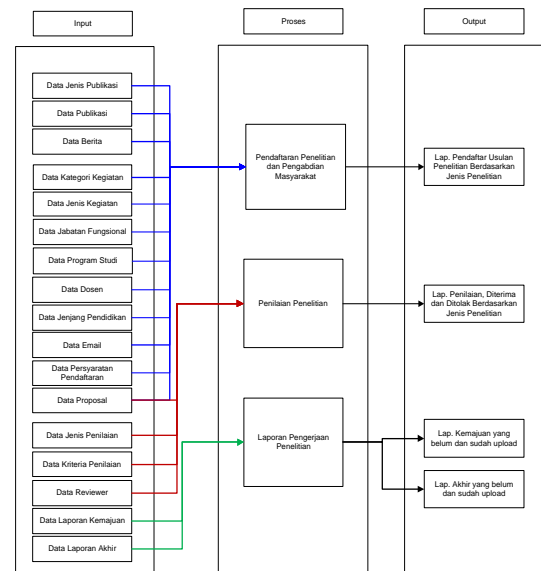 Input
Proses
Output
Data Jenis Publikasi
Data Publikasi
Data Berita
Data Kategori Kegiatan
Data Jenis Kegiatan
Data Jabatan Fungsional
Data Program Studi
Data Dosen
Data Jenjang Pendidikan
Data Email
Data Persyaratan
Pendaftaran
Data Proposal
Data Jenis Penilaian
Data Kriteria Penilaian
Data Reviewer
Data Laporan Kemajuan
Data Laporan Akhir
Pendaftaran Penelitian
dan Pengabdian
Masyarakat
Penilaian Penelitian
Laporan Pengerjaan
Penelitian
Lap. Pendaftar Usulan
Penelitian Berdasarkan
Jenis Penelitian
Lap. Penilaian, Diterima
dan Ditolak Berdasarkan
Jenis Penelitian
Lap. Kemajuan yang
belum dan sudah upload
Lap. Akhir yang belum
dan sudah upload